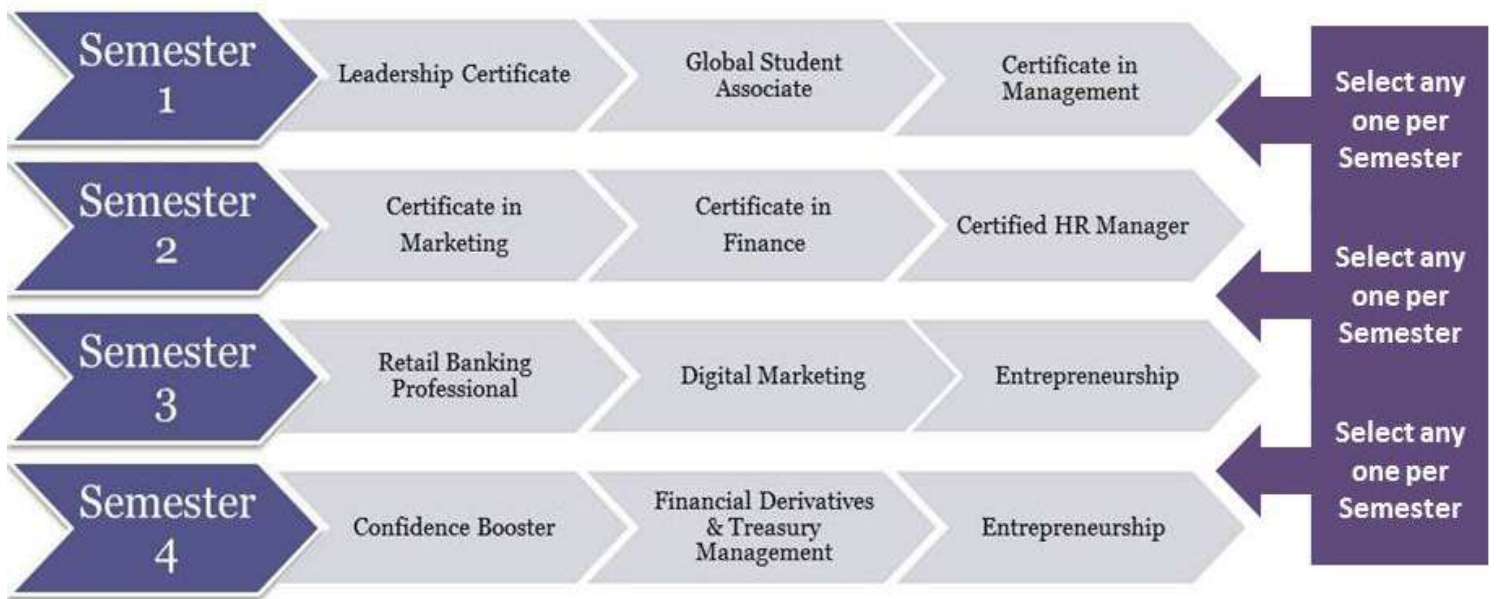 Semester
1
Leadership Certificate
Global Student
Associate
Certificate in
Management
Select any
one per
Semester
Semester
2
Certificate in
Marketing
Certificate in
Finance
Certified HR Manager
Select any
one per
Semester
Semester
3
Retail Banking
Professional
Digital Marketing
Entrepreneurship
Select any
one per
Semester
Semester
4
Confidence Booster
Financial Derivatives
& Treasury
Management
Entrepreneurship